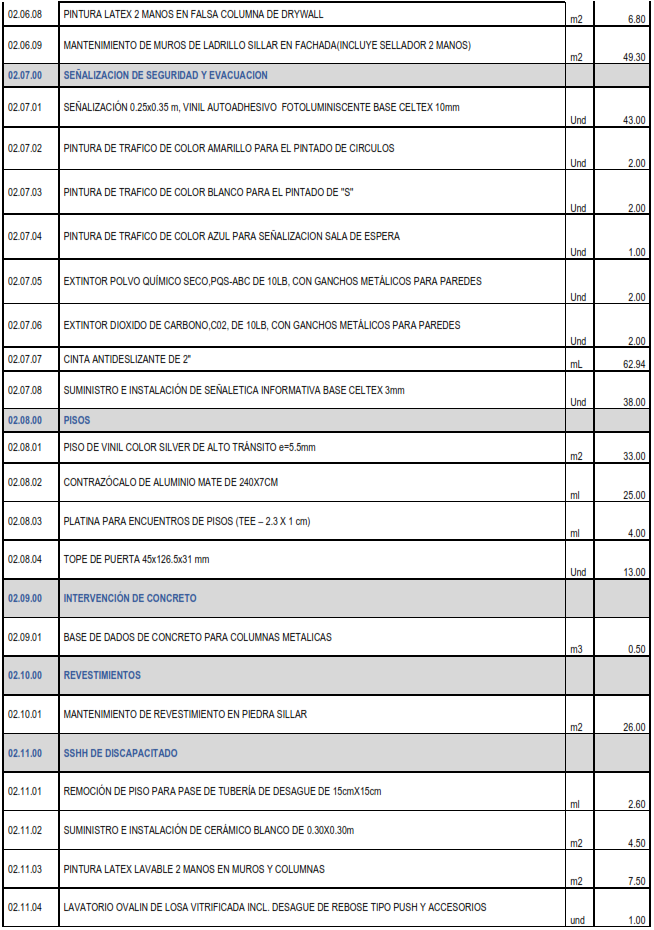 02.06.08 PINTURA LATEX 2 MANOS EN FALSA COLUMNA DE DRYWALL m2 6.80
02.06.09 MANTENIMIENTO DE MUROS DE LADRILLO SILLAR EN FACHADA(INCLUYE SELLADOR 2 MANOS) m2 49.30
02.07.00 SEÑALIZACION DE SEGURIDAD Y EVACUACION
02.07.01 SEÑALIZACIÓN 0.25x0.35 m, VINIL AUTOADHESIVO FOTOLUMINISCENTE BASE CELTEX 10mm Und 43.00
02.07.02 PINTURA DE TRAFICO DE COLOR AMARILLO PARA EL PINTADO DE CIRCULOS Und 2.00
02.07.03 PINTURA DE TRAFICO DE COLOR BLANCO PARA EL PINTADO DE "S" Und 2.00
02.07.04 PINTURA DE TRAFICO DE COLOR AZUL PARA SEÑALIZACION SALA DE ESPERA Und 1.00
02.07.05 EXTINTOR POLVO QUÍMICO SECO,PQS-ABC DE 10LB, CON GANCHOS METÁLICOS PARA PAREDES Und 2.00
02.07.06 EXTINTOR DIOXIDO DE CARBONO,C02, DE 10LB, CON GANCHOS METÁLICOS PARA PAREDES Und 2.00
02.07.07 CINTA ANTIDESLIZANTE DE 2" mL 62.94
02.07.08 SUMINISTRO E INSTALACIÓN DE SEÑALETICA INFORMATIVA BASE CELTEX 3mm Und 38.00
02.08.00 PISOS
02.08.01 PISO DE VINIL COLOR SILVER DE ALTO TRÁNSITO e=5.5mm m2 33.00
02.08.02 CONTRAZÓCALO DE ALUMINIO MATE DE 240X7CM ml 25.00
02.08.03 PLATINA PARA ENCUENTROS DE PISOS (TEE – 2.3 X 1 cm) ml 4.00
02.08.04 TOPE DE PUERTA 45x126.5x31 mm Und 13.00
02.09.00 INTERVENCIÓN DE CONCRETO
02.09.01 BASE DE DADOS DE CONCRETO PARA COLUMNAS METALICAS m3 0.50
02.10.00 REVESTIMIENTOS
02.10.01 MANTENIMIENTO DE REVESTIMIENTO EN PIEDRA SILLAR m2 26.00
02.11.00 SSHH DE DISCAPACITADO
02.11.01 REMOCIÓN DE PISO PARA PASE DE TUBERÍA DE DESAGUE DE 15cmX15cm ml 2.60
02.11.02 SUMINISTRO E INSTALACIÓN DE CERÁMICO BLANCO DE 0.30X0.30m m2 4.50
02.11.03 PINTURA LATEX LAVABLE 2 MANOS EN MUROS Y COLUMNAS m2 7.50
02.11.04 LAVATORIO OVALIN DE LOSA VITRIFICADA INCL. DESAGUE DE REBOSE TIPO PUSH Y ACCESORIOS und 1.00